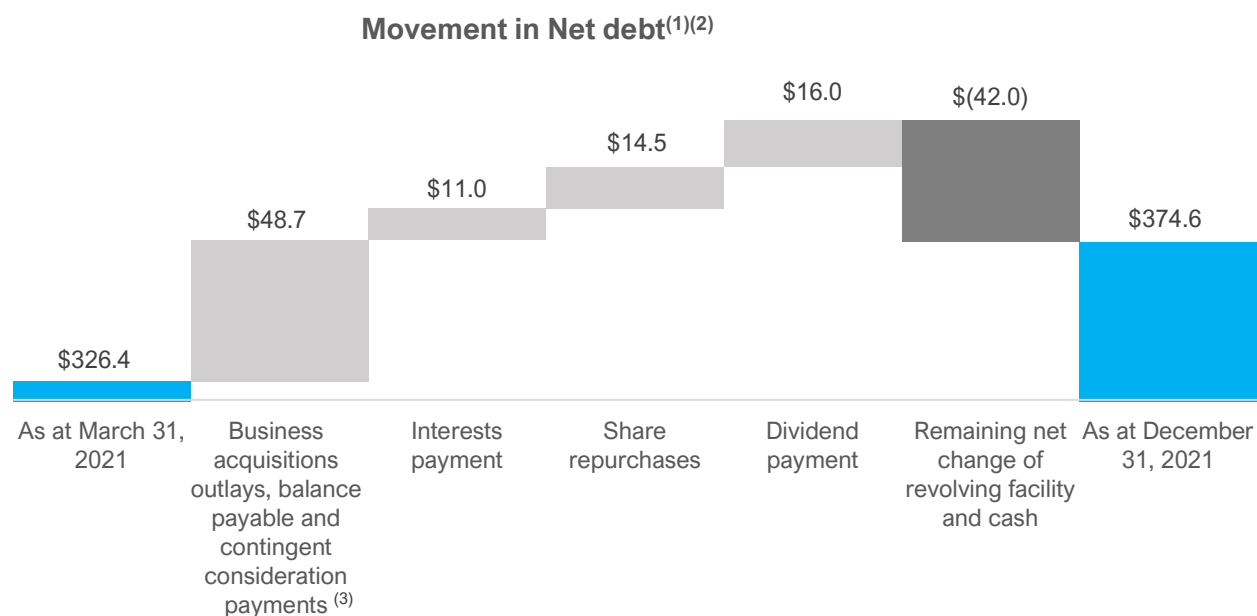 Movement in Net debt(1)(2)
$326.4
$48.7
$11.0
$14.5
$16.0
$(42.0)
$374.6
As at March 31,
2021
Business
acquisitions
outlays, balance
payable and
contingent
consideration
payments (3)
Interests
payment
Share
repurchases
Dividend
payment
Remaining net
change of
revolving facility
and cash
As at December
31, 2021